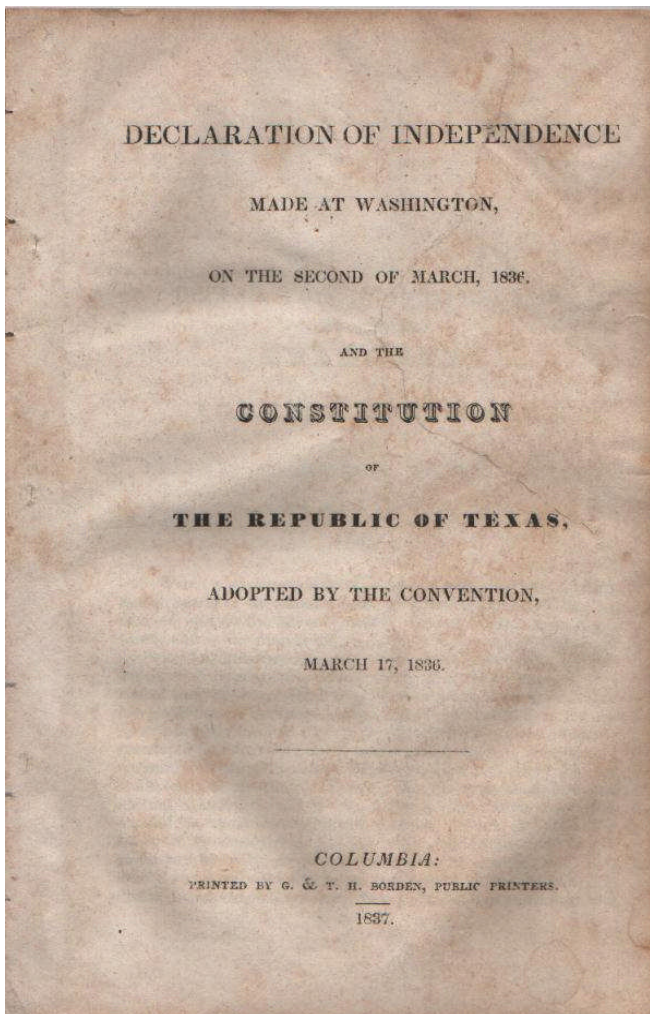 DECLARATION OF INDEPENDENCE
MADE AT WASHINGTON,
ON THE SECOND OF MARCH, 1836.
AND THE
CONSTITUTION
OF
THE REPUBLIC OF TEXAS,
ADOPTED BY THE CONVENTION,
MARCH 17, 1836.
COLUMBIA:
PRINTED BY G. & T. H. BORDEN, PUBLIC PRINTERS.
1837.